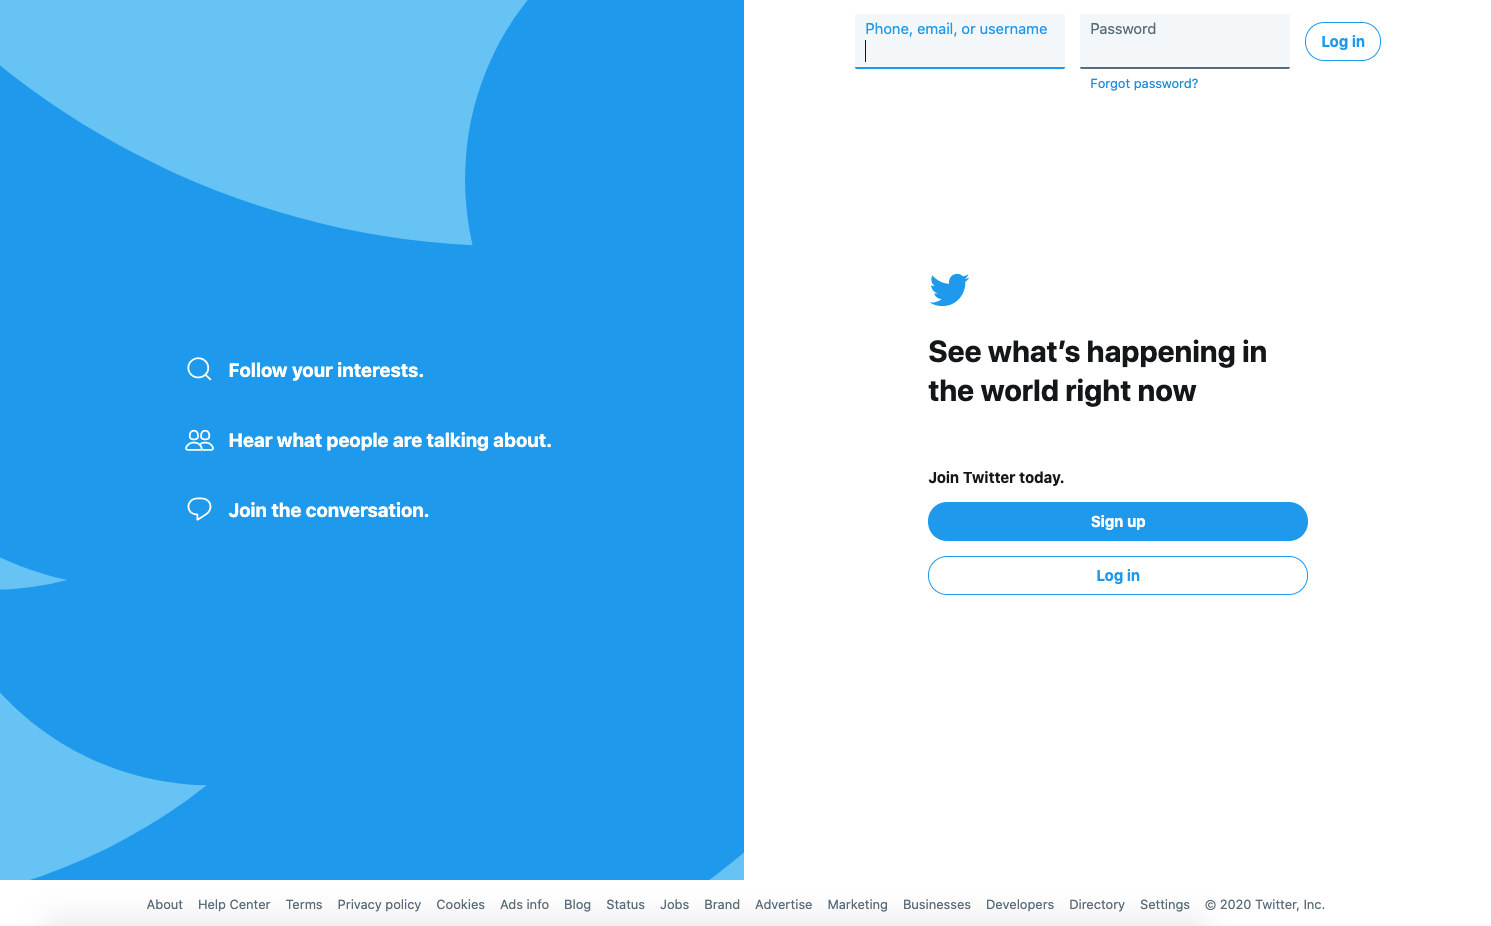 Phone, email, or username
Password
Log in
Forgot password?
Follow your interests.
Hear what people are talking about.
Join the conversation.
See what’s happening in
the world right now
Join Twitter today.
Sign up
Log in
About Help Center Terms Privacy policy Cookies Ads info Blog Status Jobs Brand Advertise Marketing Businesses Developers Directory Settings © 2020 Twitter, Inc.